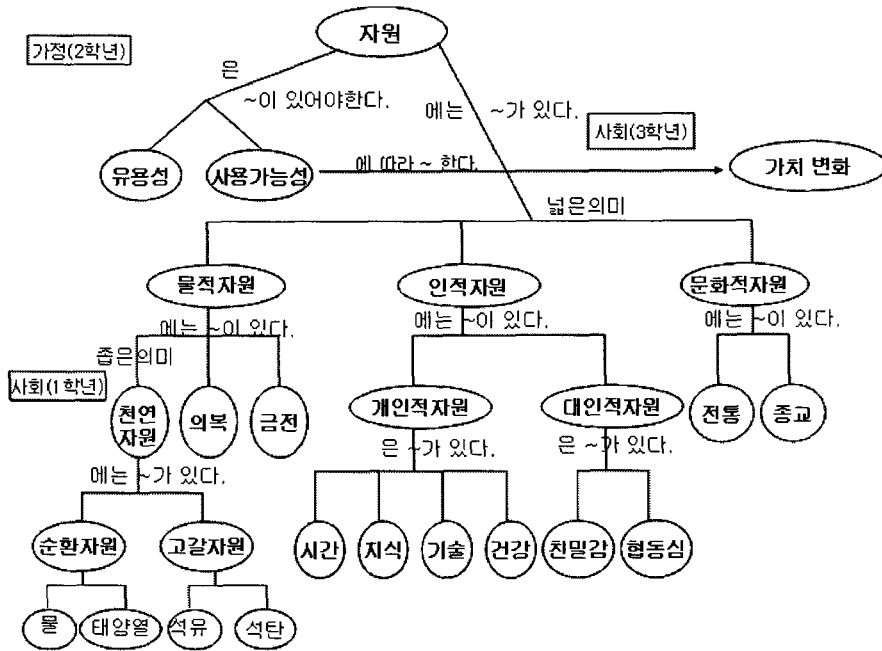 자원
가정(2학년)
은
~이 있어야한다.
에는 ~가 있다.
사회(3학년)
유용성
사용가능성
에 따라 ~ 한다.
가치 변화
넓은의미
물적자원
인적자원
문화적자원
에는 ~이 있다.
에는 ~이 있다.
에는 ~이 있다.
좁은의미
사회(1학년)
천연
자원
의복
금전
개인적자원
대인적자원
전통
종교
에는 ~가 있다.
은 ~가 있다.
은 ~가 있다.
순환자원
고갈자원
시간
지식
기술
건강
친밀감
협동심
물
태양열
석유
석탄